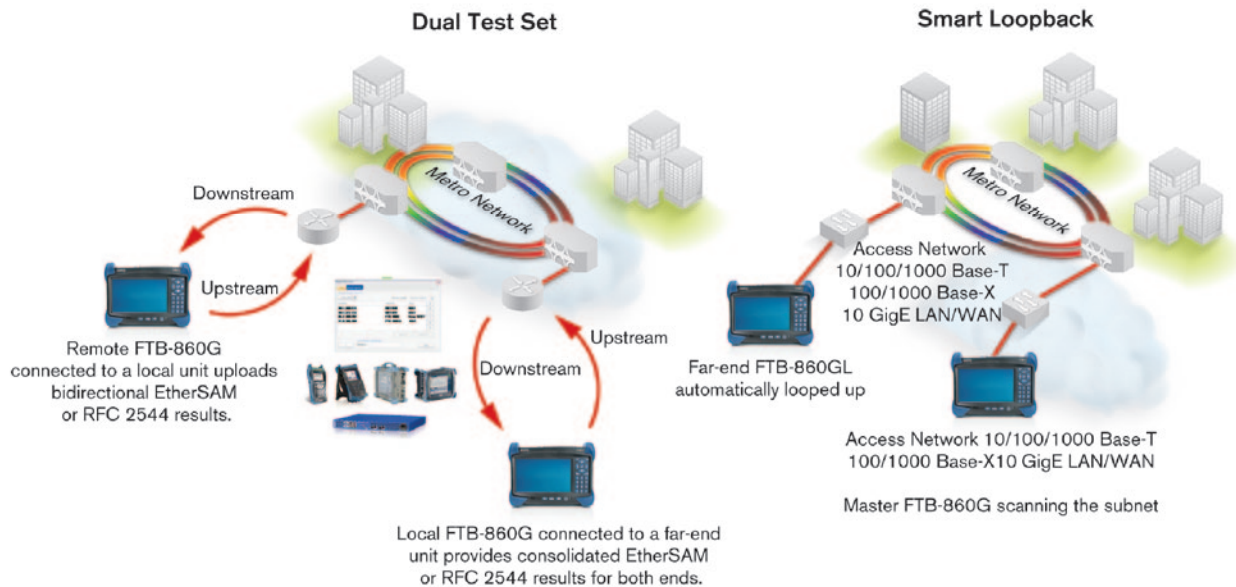 Dual Test Set
Metro Network
Downstream
Upstream
Remote FTB-860G
connected to a local unit uploads
bidirectional EtherSAM
or RFC 2544 results.
Downstream
Upstream
Local FTB-860G connected to a far-end
unit provides consolidated EtherSAM
or RFC 2544 results for both ends.
Smart Loopback
Metro Network
Access Network
10/100/1000 Base-T
100/1000 Base-X
10 GigE LAN/WAN
Far-end FTB-860GL
automatically looped up
Access Network 10/100/1000 Base-T
100/1000 Base-X10 GigE LAN/WAN
Master FTB-860G scanning the subnet